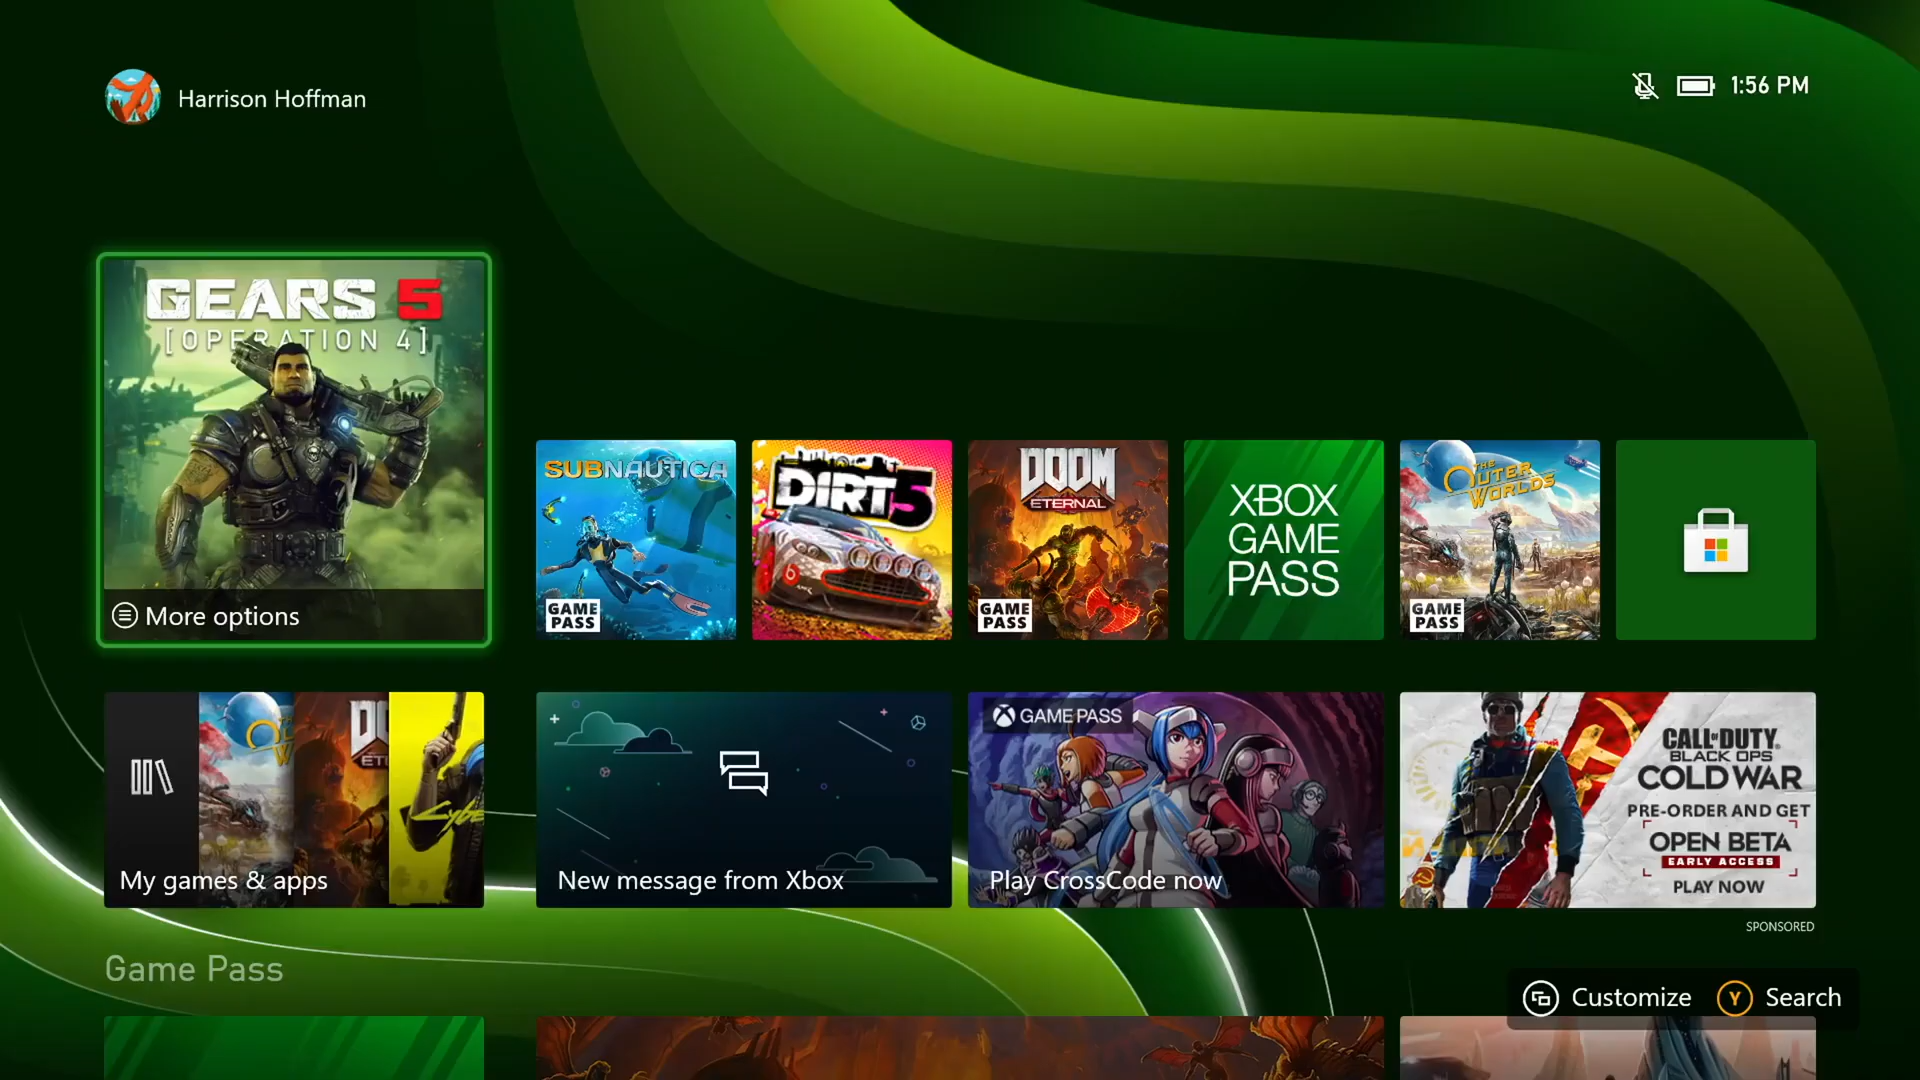 Harrison Hoffman
1:56 PM
GEARS 5
[OPERATION 4]
More options
SUBNAUTICA
GAME
PASS
DIRT 5
DOOM
ETERNAL
GAME
PASS
XBOX
GAME
PASS
THE
OUTER
WORLDS
GAME
PASS
My games & apps
New message from Xbox
GAME PASS
Play CrossCode now
CALL OF DUTY
BLACK OPS
COLD WAR
PRE-ORDER AND GET
OPEN BETA
EARLY ACCESS
PLAY NOW
SPONSORED
Game Pass
Customize
Y Search